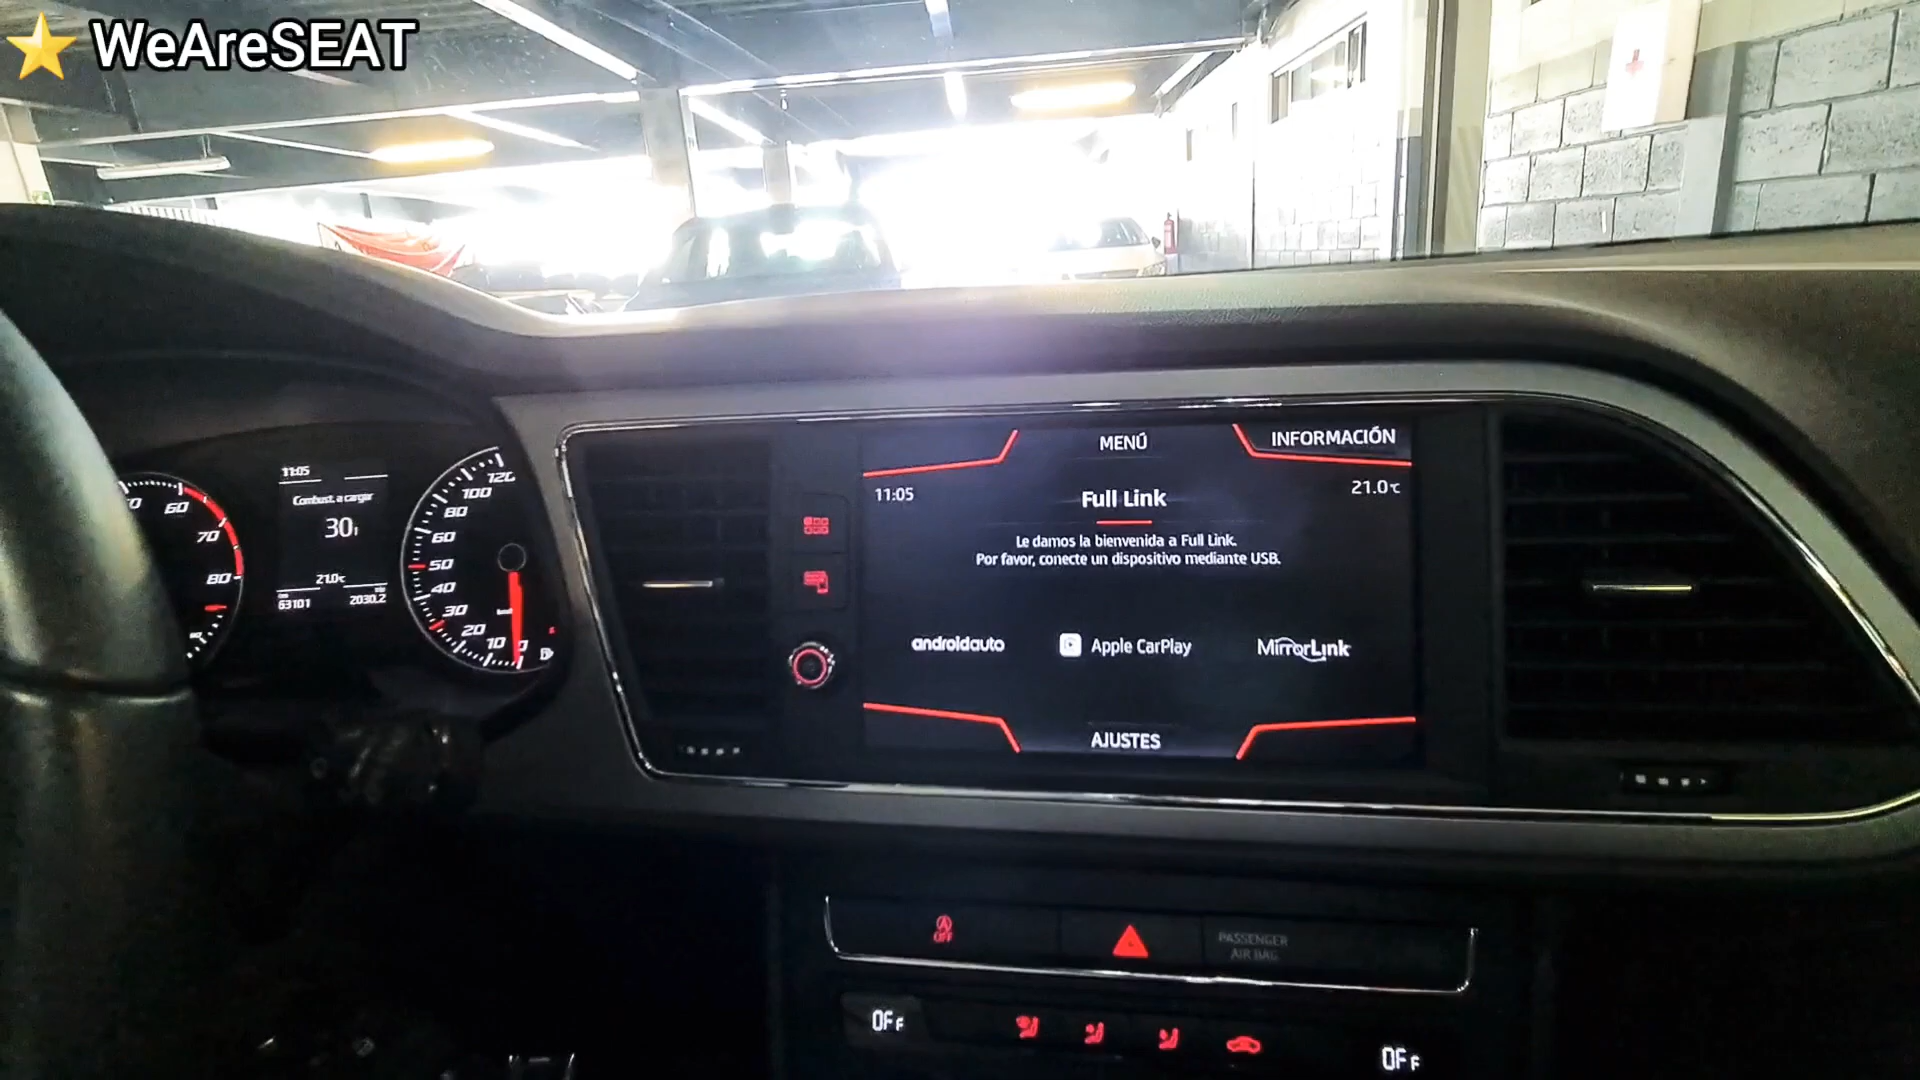 WeAreSEAT
MENÚ
INFORMACIÓN
11:05
21.0°C
Full Link
Le damos la bienvenida a Full Link.
Por favor, conecte un dispositivo mediante USB.
androidauto
Apple CarPlay
MirrorLink
AJUSTES
11:05
Combust. a cargar
30 l
21.0°C
63101
2030.2
60
70
80
120
100
80
60
50
40
30
20
10
0
OFF
PASSENGER
AIR BAG
OFF
OFF